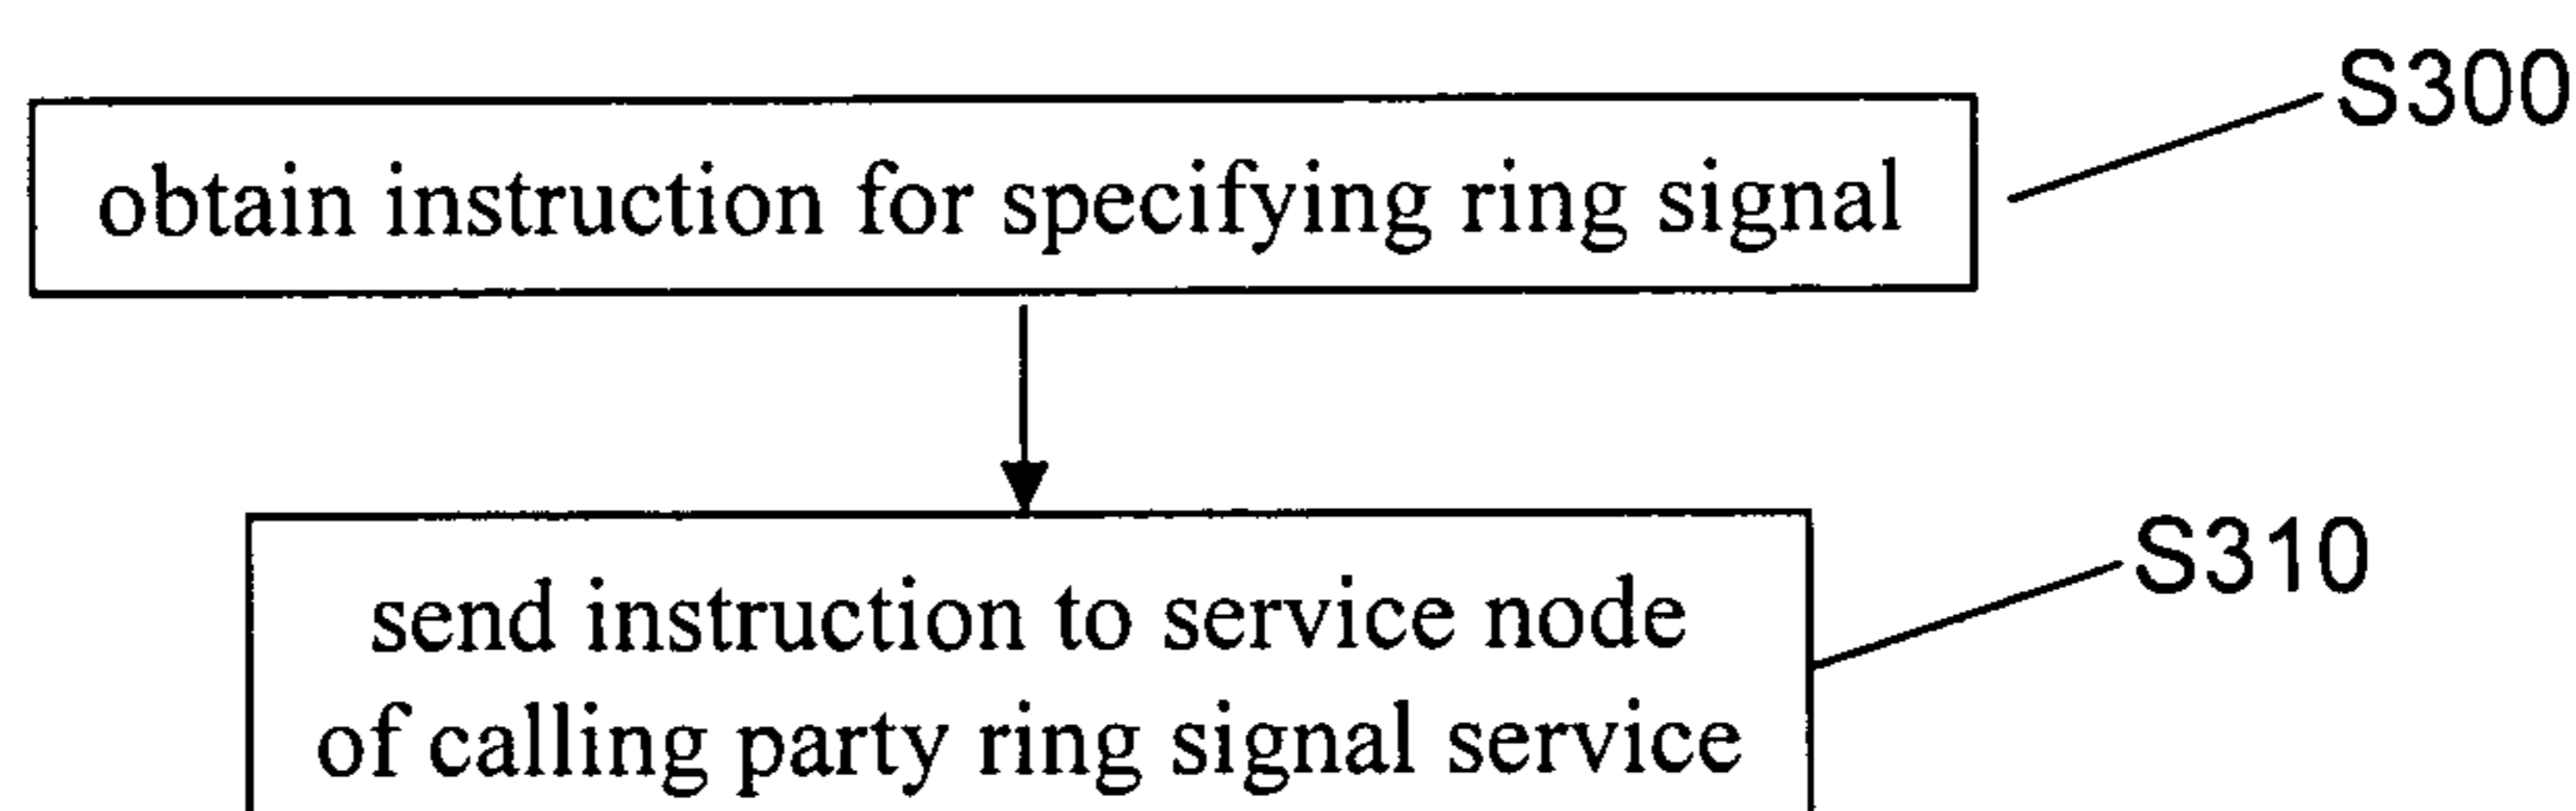 S300
obtain instruction for specifying ring signal
S310
send instruction to service node
of calling party ring signal service